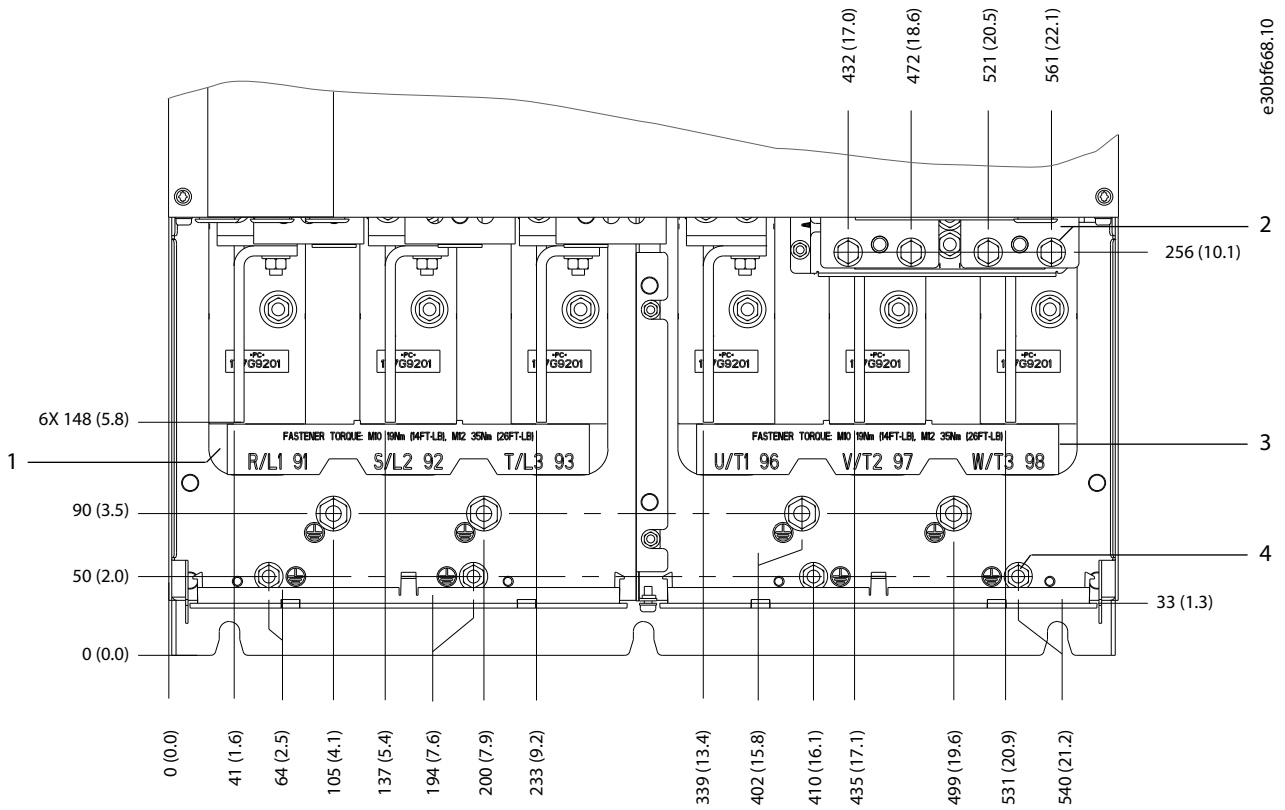 432 (17.0)
472 (18.6)
521 (20.5)
561 (22.1)
e30bf668.10
2
256 (10.1)
•PC•
•PC•
•PC•
•PC•
•PC•
•PC•
6X 148 (5.8)
FASTENER TORQUE: M10 19Nm (14FT-LB), M12 35Nm (26FT-LB)
FASTENER TORQUE: M10 19Nm (14FT-LB), M12 35Nm (26FT-LB)
3
1
R/L1 91
S/L2 92
T/L3 93
U/T1 96
V/T2 97
W/T3 98
90 (3.5)
50 (2.0)
4
33 (1.3)
0 (0.0)
0 (0.0)
41 (1.6)
64 (2.5)
105 (4.1)
137 (5.4)
194 (7.6)
200 (7.9)
233 (9.2)
339 (13.4)
402 (15.8)
410 (16.1)
435 (17.1)
499 (19.6)
531 (20.9)
540 (21.2)